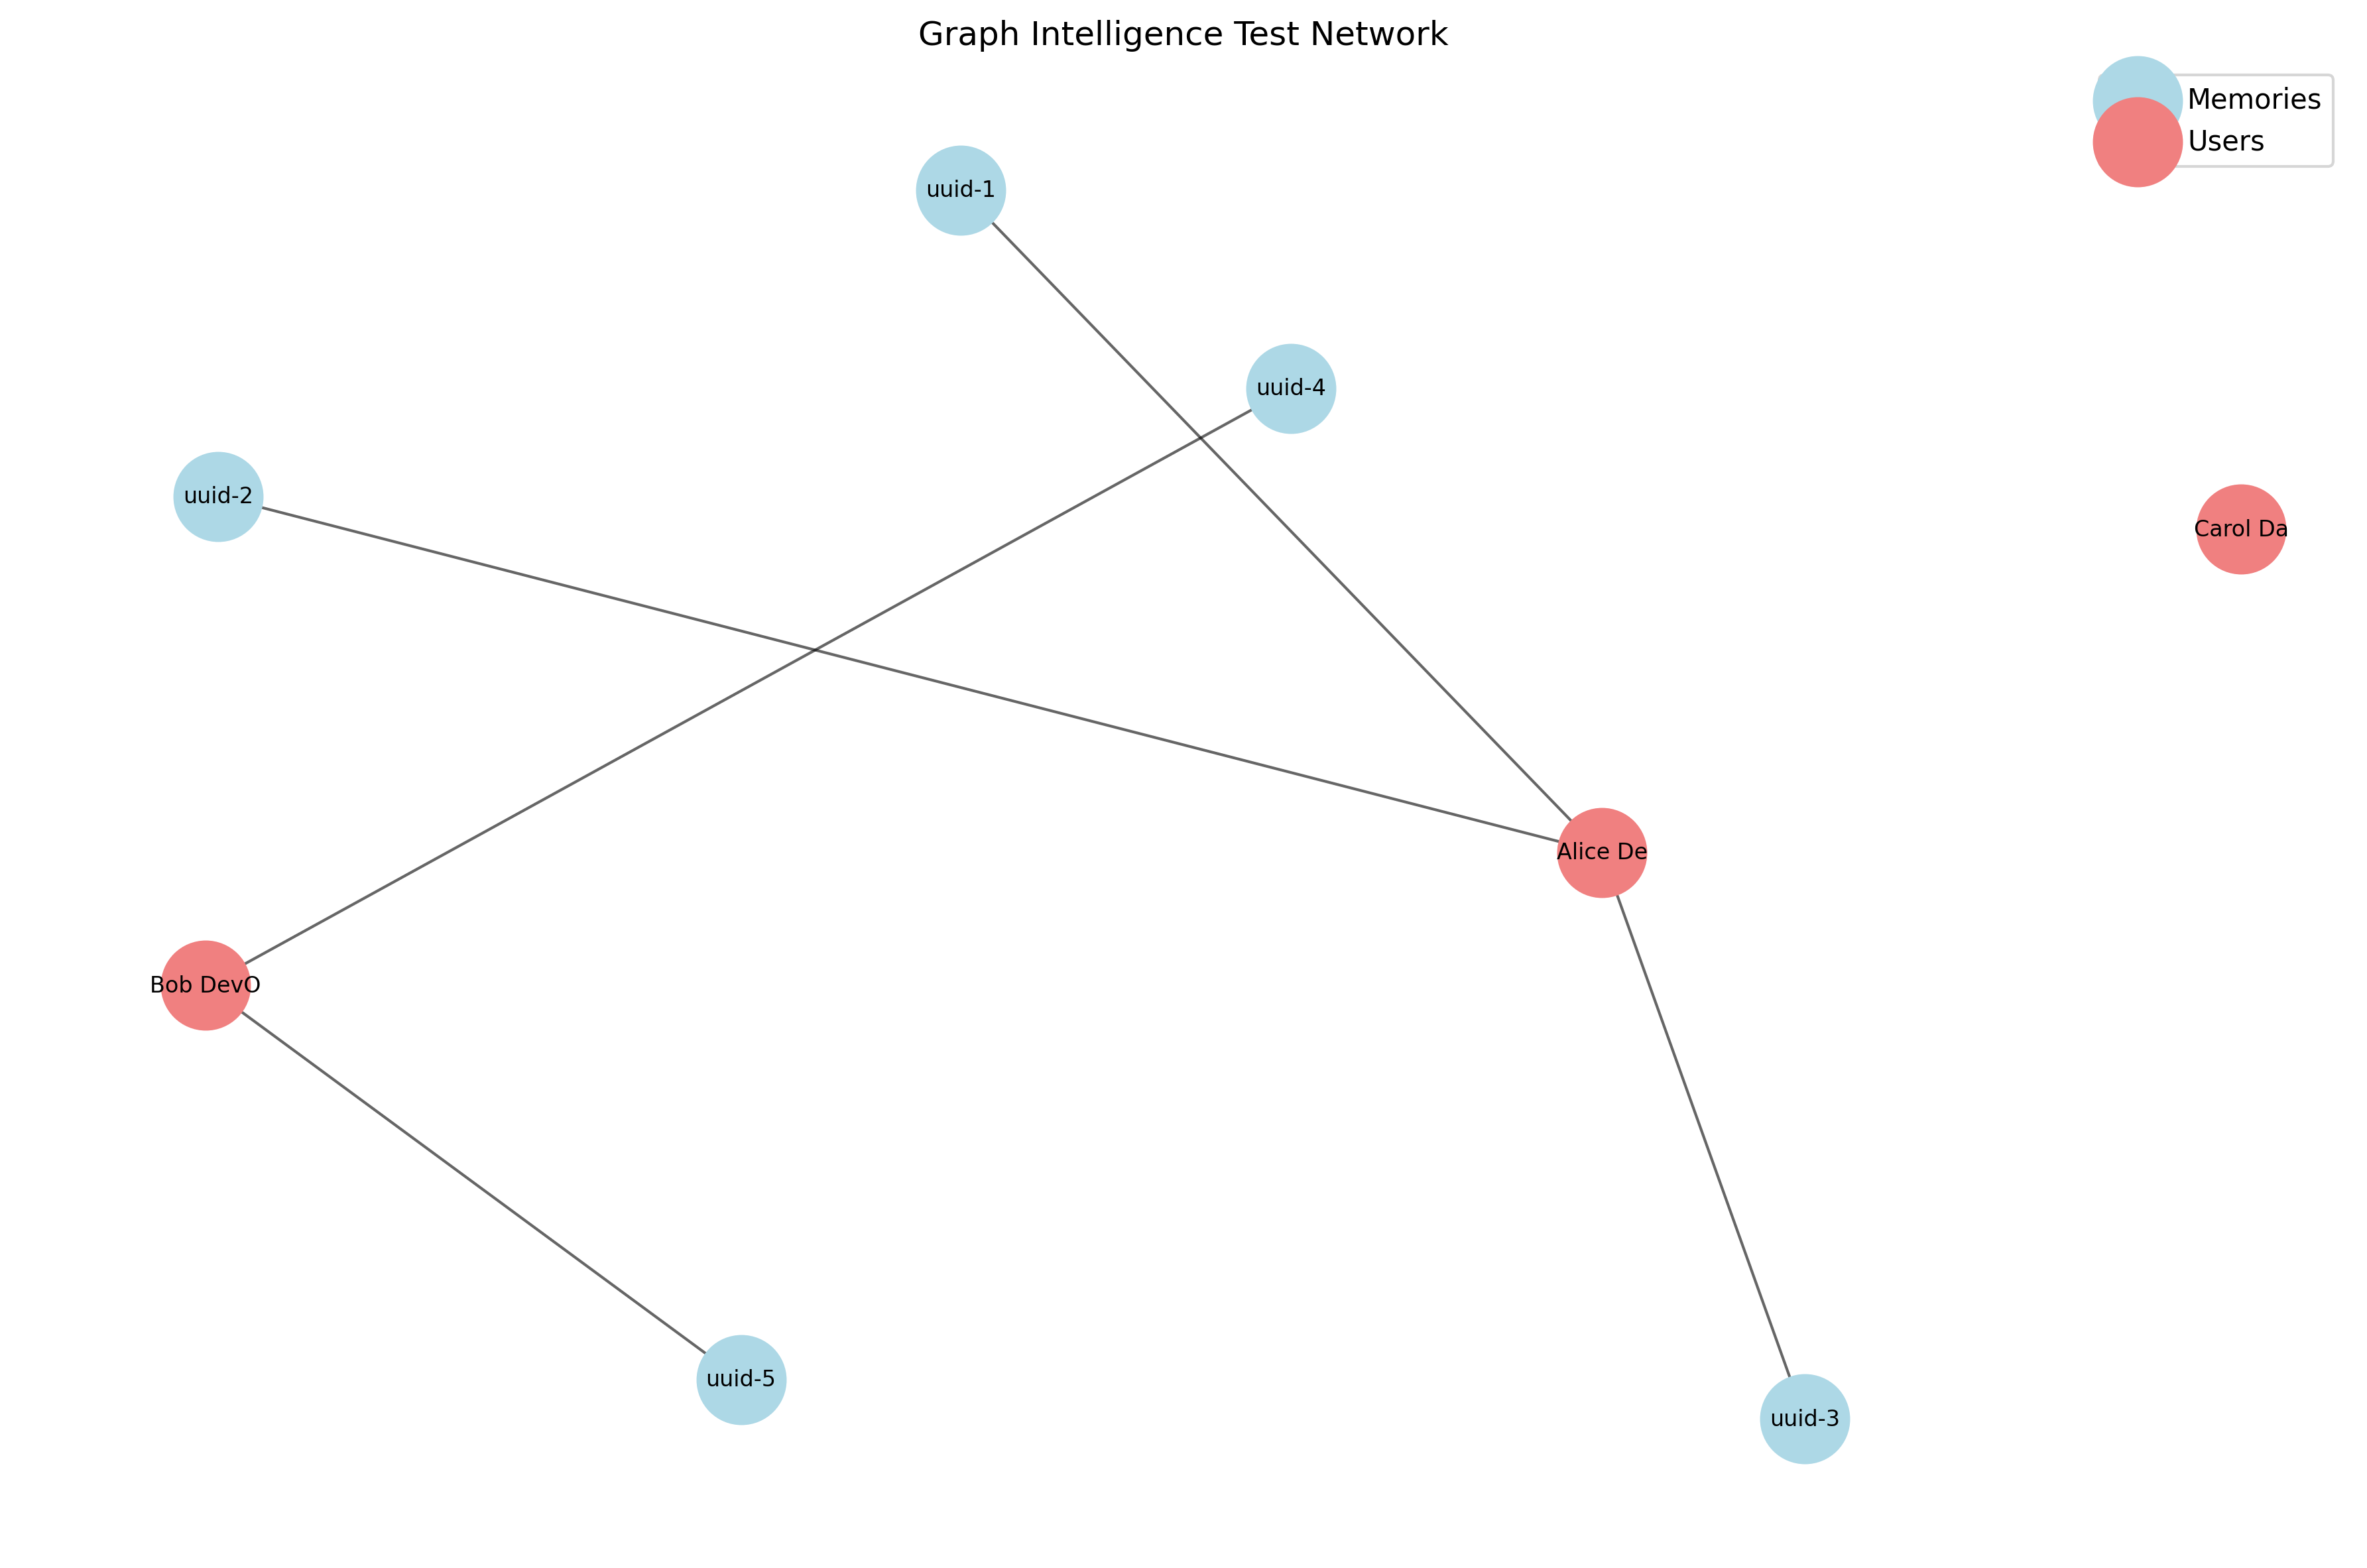 Graph Intelligence Test Network
Memories
Users
uuid-1
uuid-4
uuid-2
Carol Da
Alice De
Bob DevO
uuid-5
uuid-3